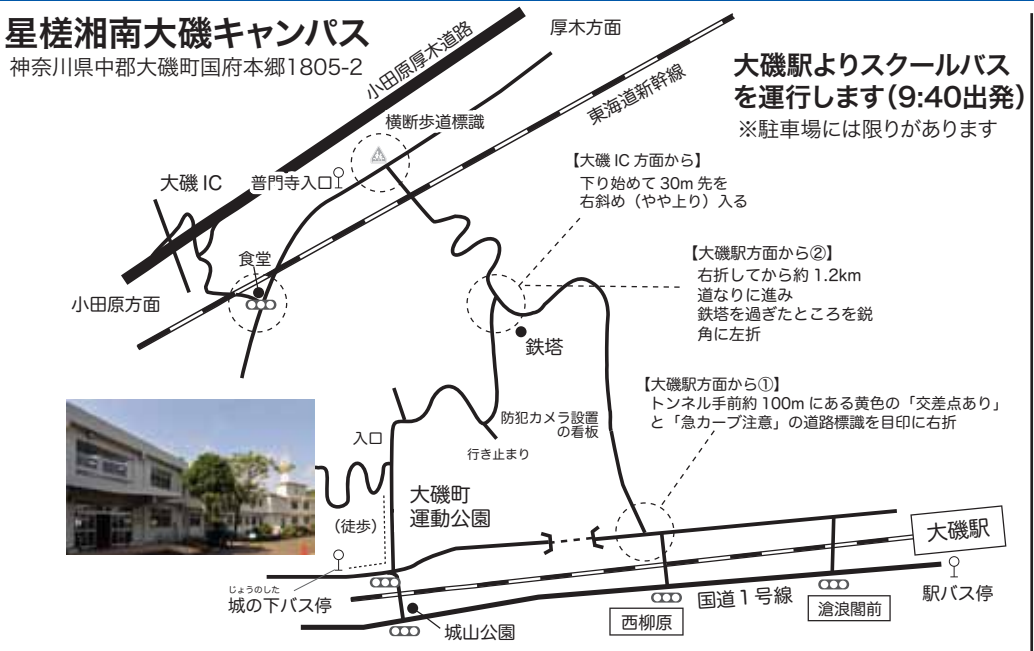 星槎湘南大磯キャンパス
神奈川県中郡大磯町国府本郷1805-2
大磯駅よりスクールバス
を運行します(9:40出発)
※駐車場には限りがあります
小田原厚木道路
厚木方面
東海道新幹線
横断歩道標識
大磯 IC
普門寺入口
食堂
小田原方面
【大磯 IC 方面から】
下り始めて 30m 先を
右斜め（やや上り）入る
【大磯駅方面から②】
右折してから約 1.2km
道なりに進み
鉄塔を過ぎたところを鋭
角に左折
鉄塔
【大磯駅方面から①】
トンネル手前約 100m にある黄色の「交差点あり」
と「急カーブ注意」の道路標識を目印に右折
防犯カメラ設置
の看板
行き止まり
入口
大磯町
運動公園
（徒歩）
じょうのした
城の下バス停
城山公園
西柳原
国道１号線
滄浪閣前
大磯駅
駅バス停